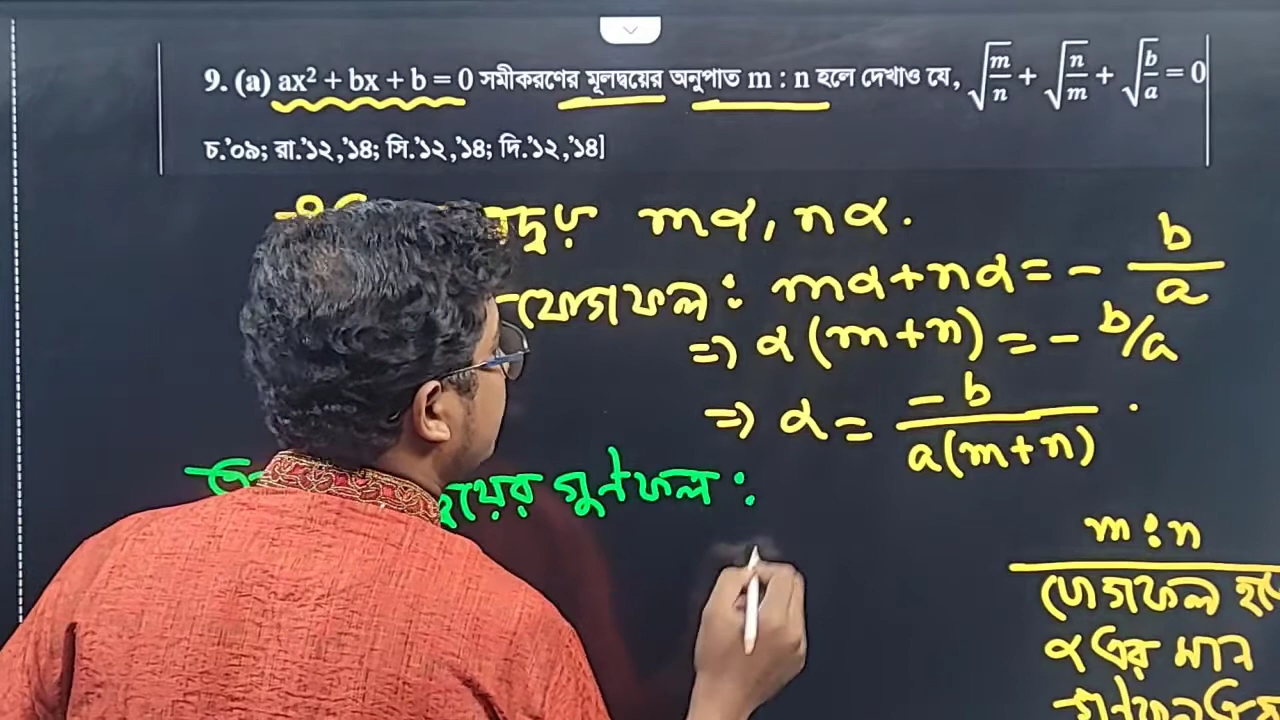 9. (a) ax² + bx + b = 0 সমীকরণের মূলদ্বয়ের অনুপাত m : n হলে দেখাও যে, √(m/n) + √(n/m) + √(b/a) = 0
চ.'০৯; রা.'১২,'১৪; সি.'১২,'১৪; দি.'১২,'১৪]
mα, nα.
যোগফল : mα + nα = - b/a
=> α (m+n) = - b/a
=> α = -b/a(m+n) .
গুণফল :
m : n
যোগফল
α এর মান